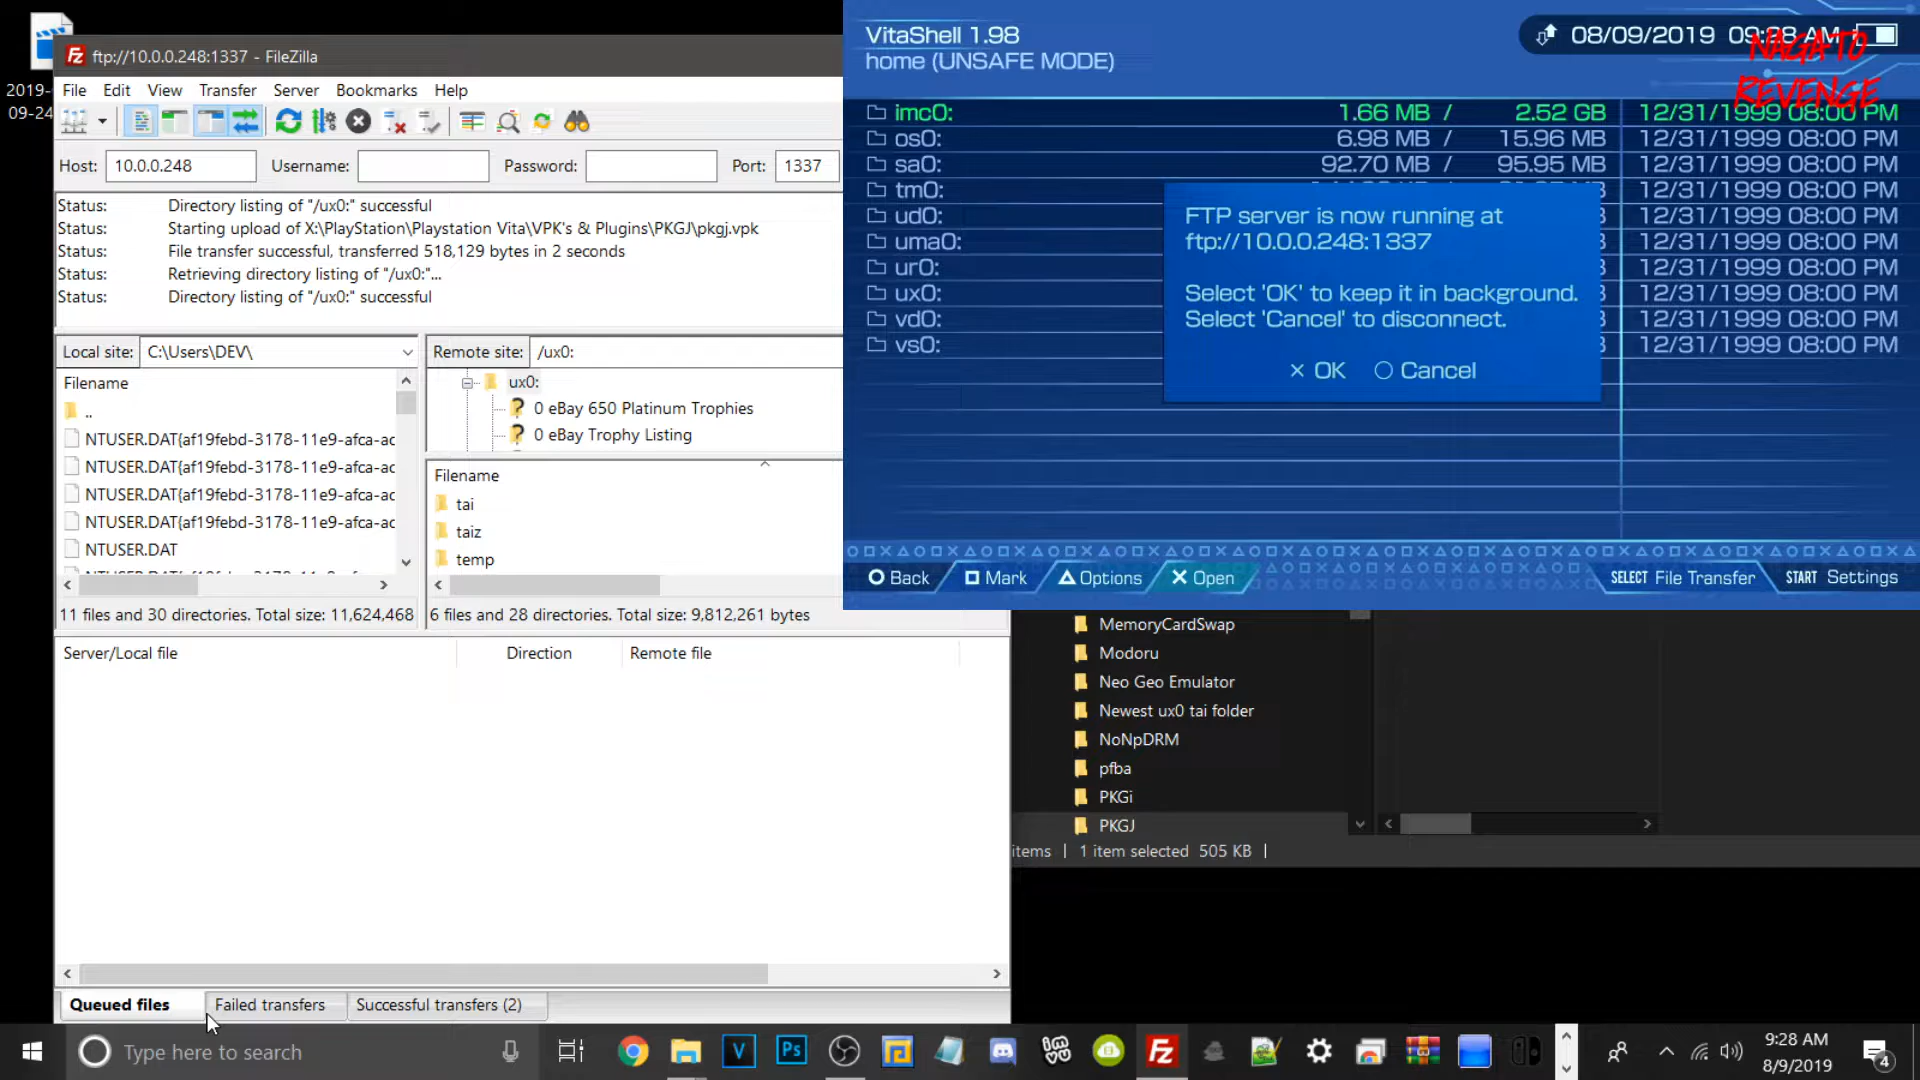 2019-
09-24
ftp://10.0.0.248:1337 - FileZilla
File Edit View Transfer Server Bookmarks Help
Host: 10.0.0.248 Username: Password: Port: 1337
Status: Directory listing of "/ux0:" successful
Status: Starting upload of X:\PlayStation\Playstation Vita\VPK's & Plugins\PKGJ\pkgj.vpk
Status: File transfer successful, transferred 518,129 bytes in 2 seconds
Status: Retrieving directory listing of "/ux0:"...
Status: Directory listing of "/ux0:" successful
Local site: C:\Users\DEV\
Filename
..
NTUSER.DAT{af19febd-3178-11e9-afca-ac
NTUSER.DAT{af19febd-3178-11e9-afca-ac
NTUSER.DAT{af19febd-3178-11e9-afca-ac
NTUSER.DAT{af19febd-3178-11e9-afca-ac
NTUSER.DAT
11 files and 30 directories. Total size: 11,624,468
Remote site: /ux0:
ux0:
0 eBay 650 Platinum Trophies
0 eBay Trophy Listing
Filename
tai
taiz
temp
6 files and 28 directories. Total size: 9,812,261 bytes
Server/Local file Direction Remote file
Queued files Failed transfers Successful transfers (2)
VitaShell 1.98
home (UNSAFE MODE)
08/09/2019 09:28 AM
NAGATO
REVENGE
imc0: 1.66 MB / 2.52 GB 12/31/1999 08:00 PM
os0: 6.98 MB / 15.96 MB 12/31/1999 08:00 PM
sa0: 92.70 MB / 95.95 MB 12/31/1999 08:00 PM
tm0: 12/31/1999 08:00 PM
ud0: 12/31/1999 08:00 PM
uma0: 12/31/1999 08:00 PM
ur0: 12/31/1999 08:00 PM
ux0: 12/31/1999 08:00 PM
vd0: 12/31/1999 08:00 PM
vs0: 12/31/1999 08:00 PM
FTP server is now running at
ftp://10.0.0.248:1337
Select 'OK' to keep it in background.
Select 'Cancel' to disconnect.
OK Cancel
Back Mark Options Open SELECT File Transfer START Settings
MemoryCardSwap
Modoru
Neo Geo Emulator
Newest ux0 tai folder
NoNpDRM
pfba
PKGi
PKGJ
items | 1 item selected 505 KB |
Type here to search
9:28 AM
8/9/2019
4